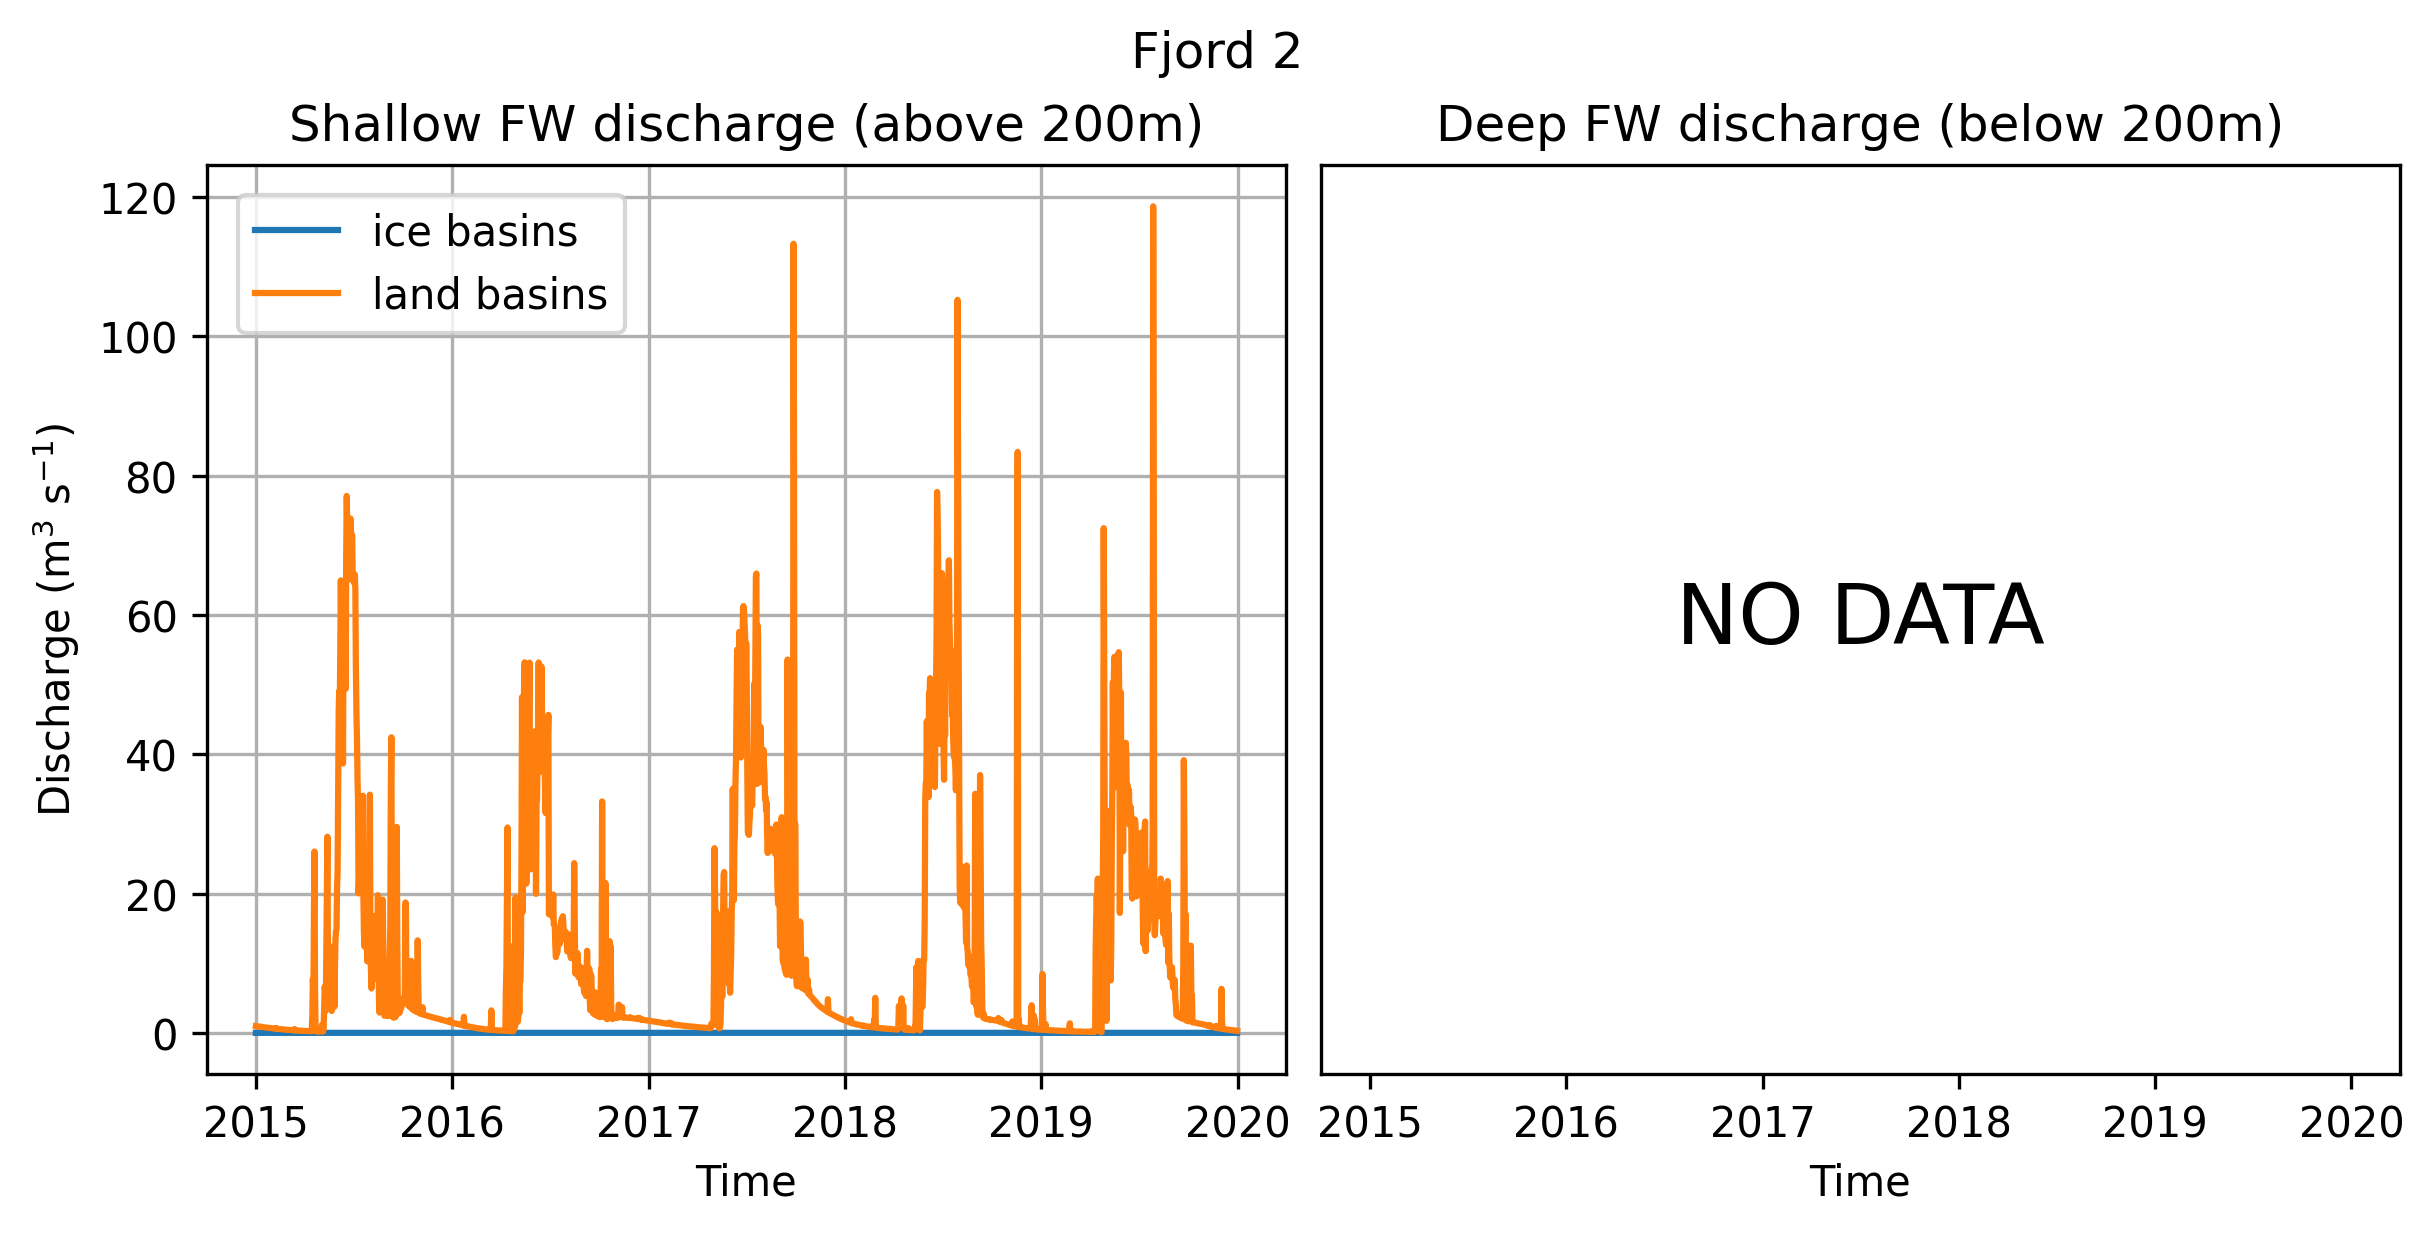 Fjord 2
Shallow FW discharge (above 200m)
Deep FW discharge (below 200m)
Discharge (m³ s⁻¹)
120
100
80
60
40
20
0
ice basins
land basins
NO DATA
2015 2016 2017 2018 2019 2020
2015 2016 2017 2018 2019 2020
Time
Time